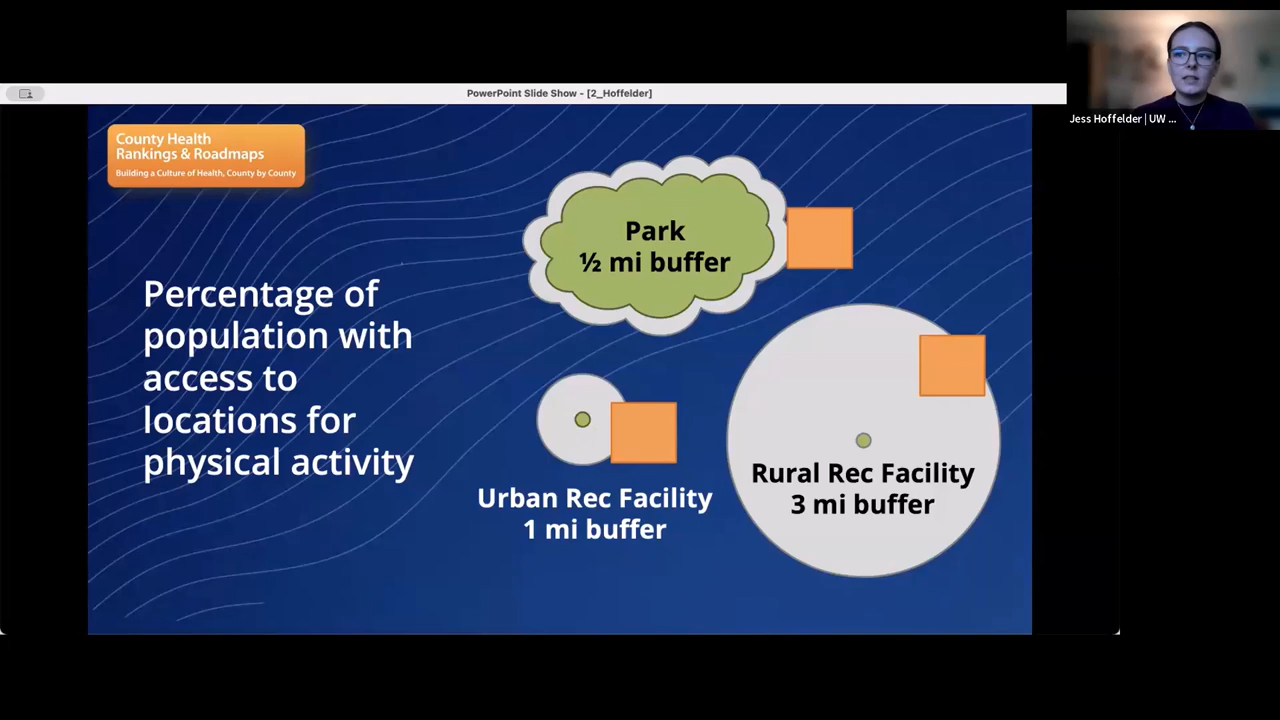 PowerPoint Slide Show - [2_Hoffelder]
Jess Hoffelder | UW ...
County Health
Rankings & Roadmaps
Building a Culture of Health, County by County
Percentage of
population with
access to
locations for
physical activity
Park
½ mi buffer
Urban Rec Facility
1 mi buffer
Rural Rec Facility
3 mi buffer